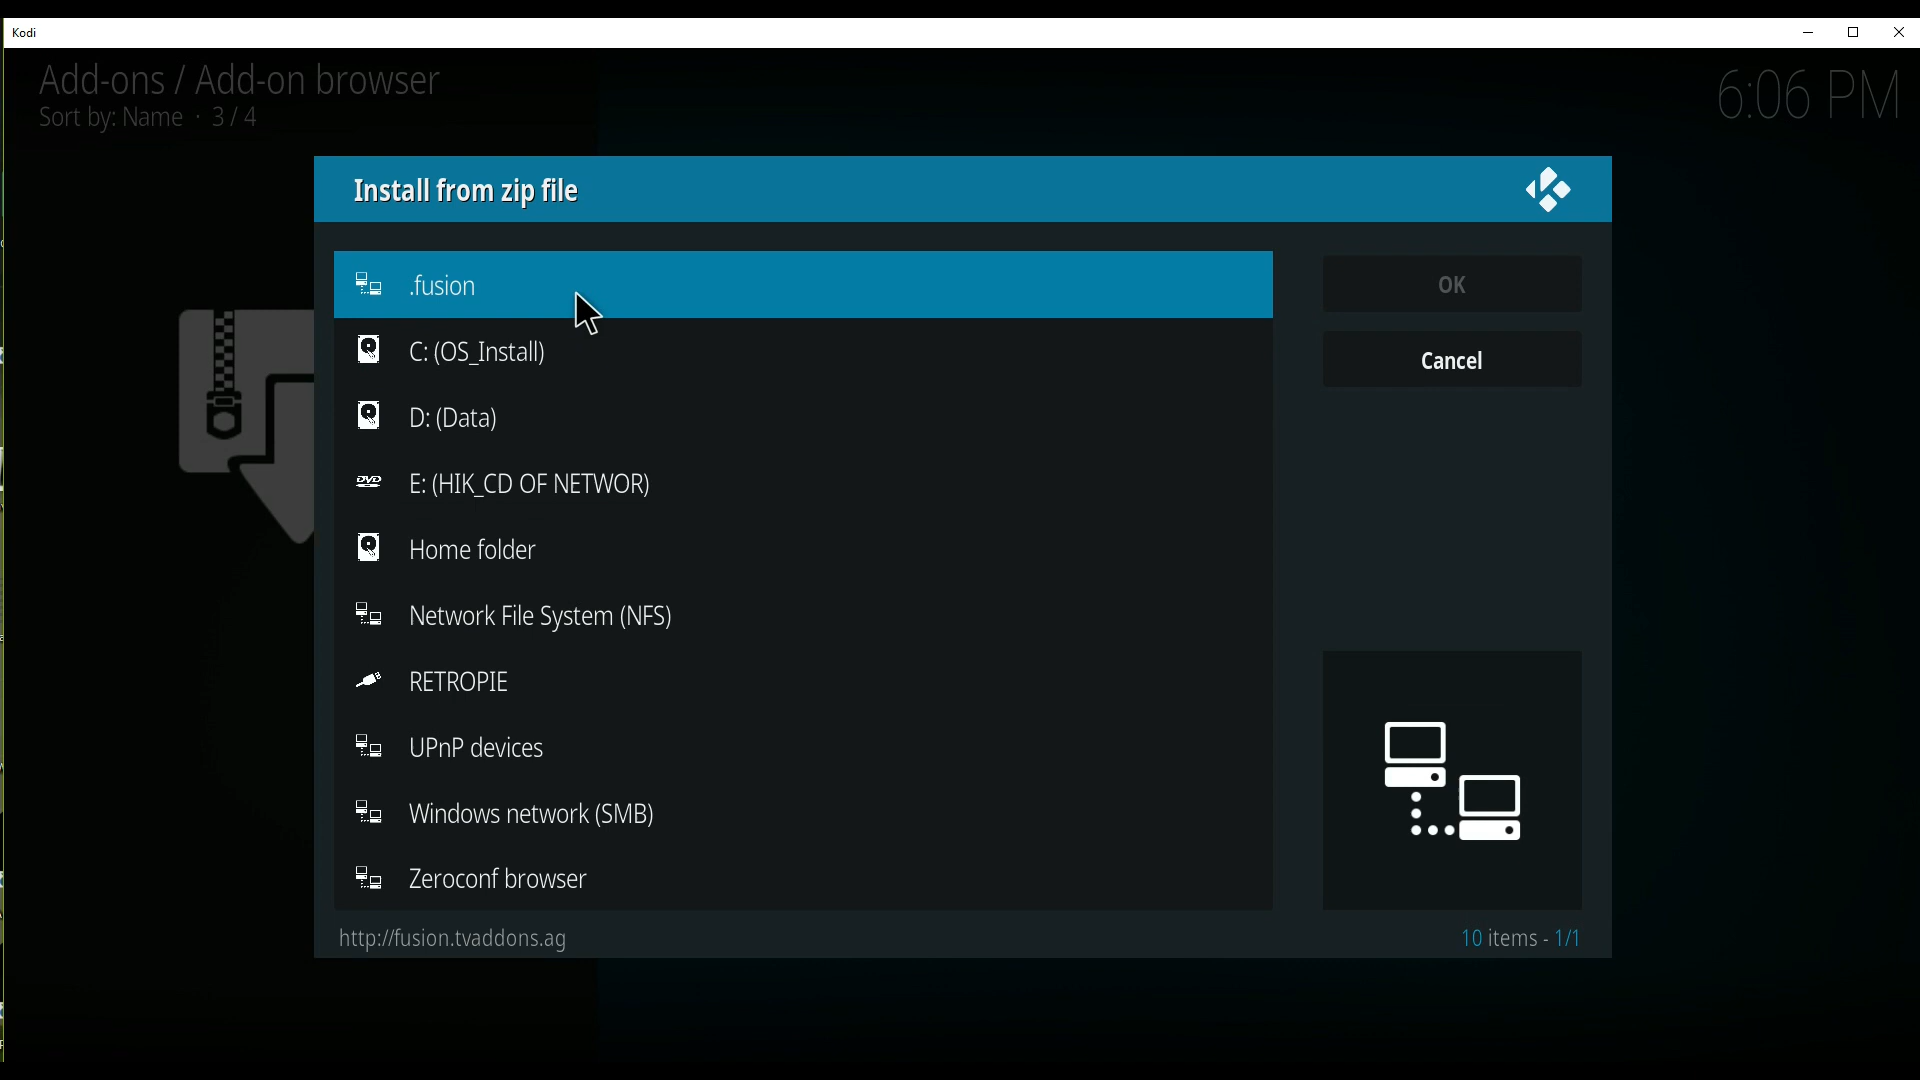 Kodi
Add-ons / Add-on browser
Sort by: Name · 3 / 4
6:06 PM
Install from zip file
.fusion
C: (OS_Install)
D: (Data)
DVD
E: (HIK_CD OF NETWOR)
Home folder
Network File System (NFS)
RETROPIE
UPnP devices
Windows network (SMB)
Zeroconf browser
OK
Cancel
http://fusion.tvaddons.ag
10 items - 1/1